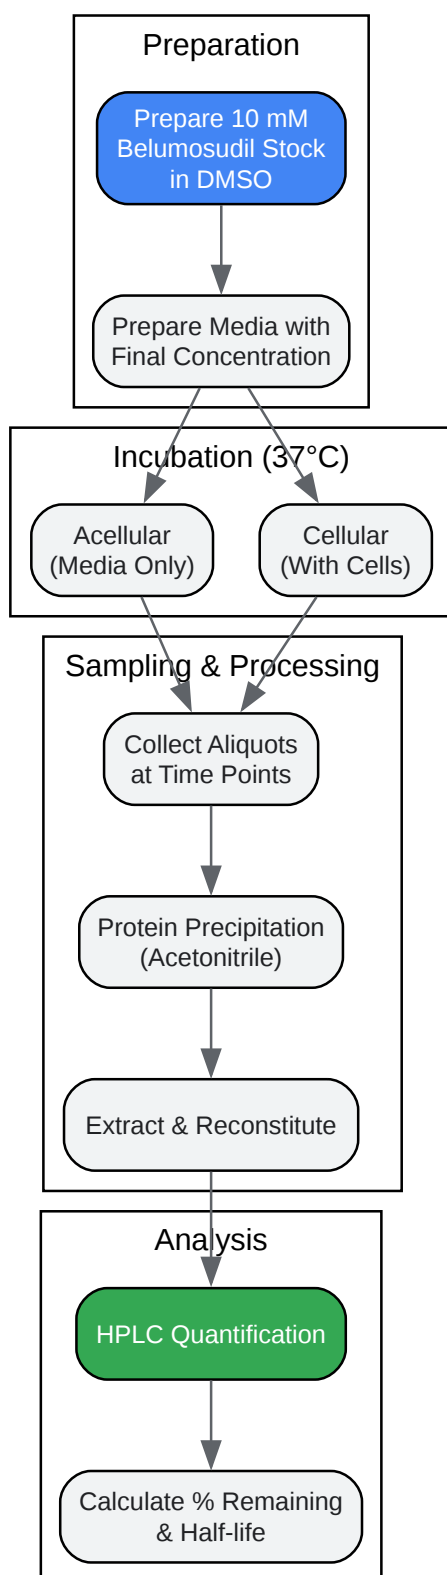 Preparation
Prepare 10 mM
Belumosudil Stock
in DMSO
Prepare Media with
Final Concentration
Incubation (37°C)
Acellular
(Media Only)
Cellular
(With Cells)
Sampling & Processing
Collect Aliquots
at Time Points
Protein Precipitation
(Acetonitrile)
Extract & Reconstitute
Analysis
HPLC Quantification
Calculate % Remaining
& Half-life